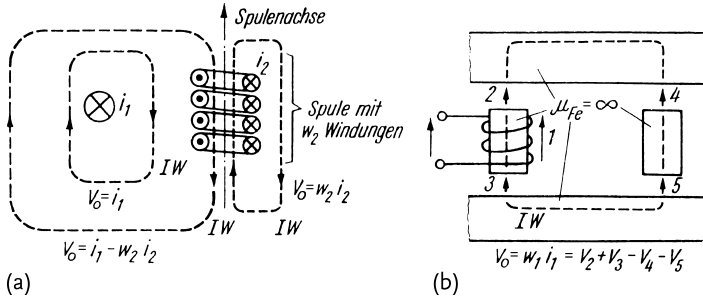 Spulenachse
i₂
i₁
Spule mit
w₂ Windungen
IW
V₀=i₁
V₀=w₂ i₂
IW
IW
V₀=i₁-w₂ i₂
(a)
2
4
μFe=∞
1
3
5
IW
V₀=w₁ i₁=V₂+V₃-V₄-V₅
(b)